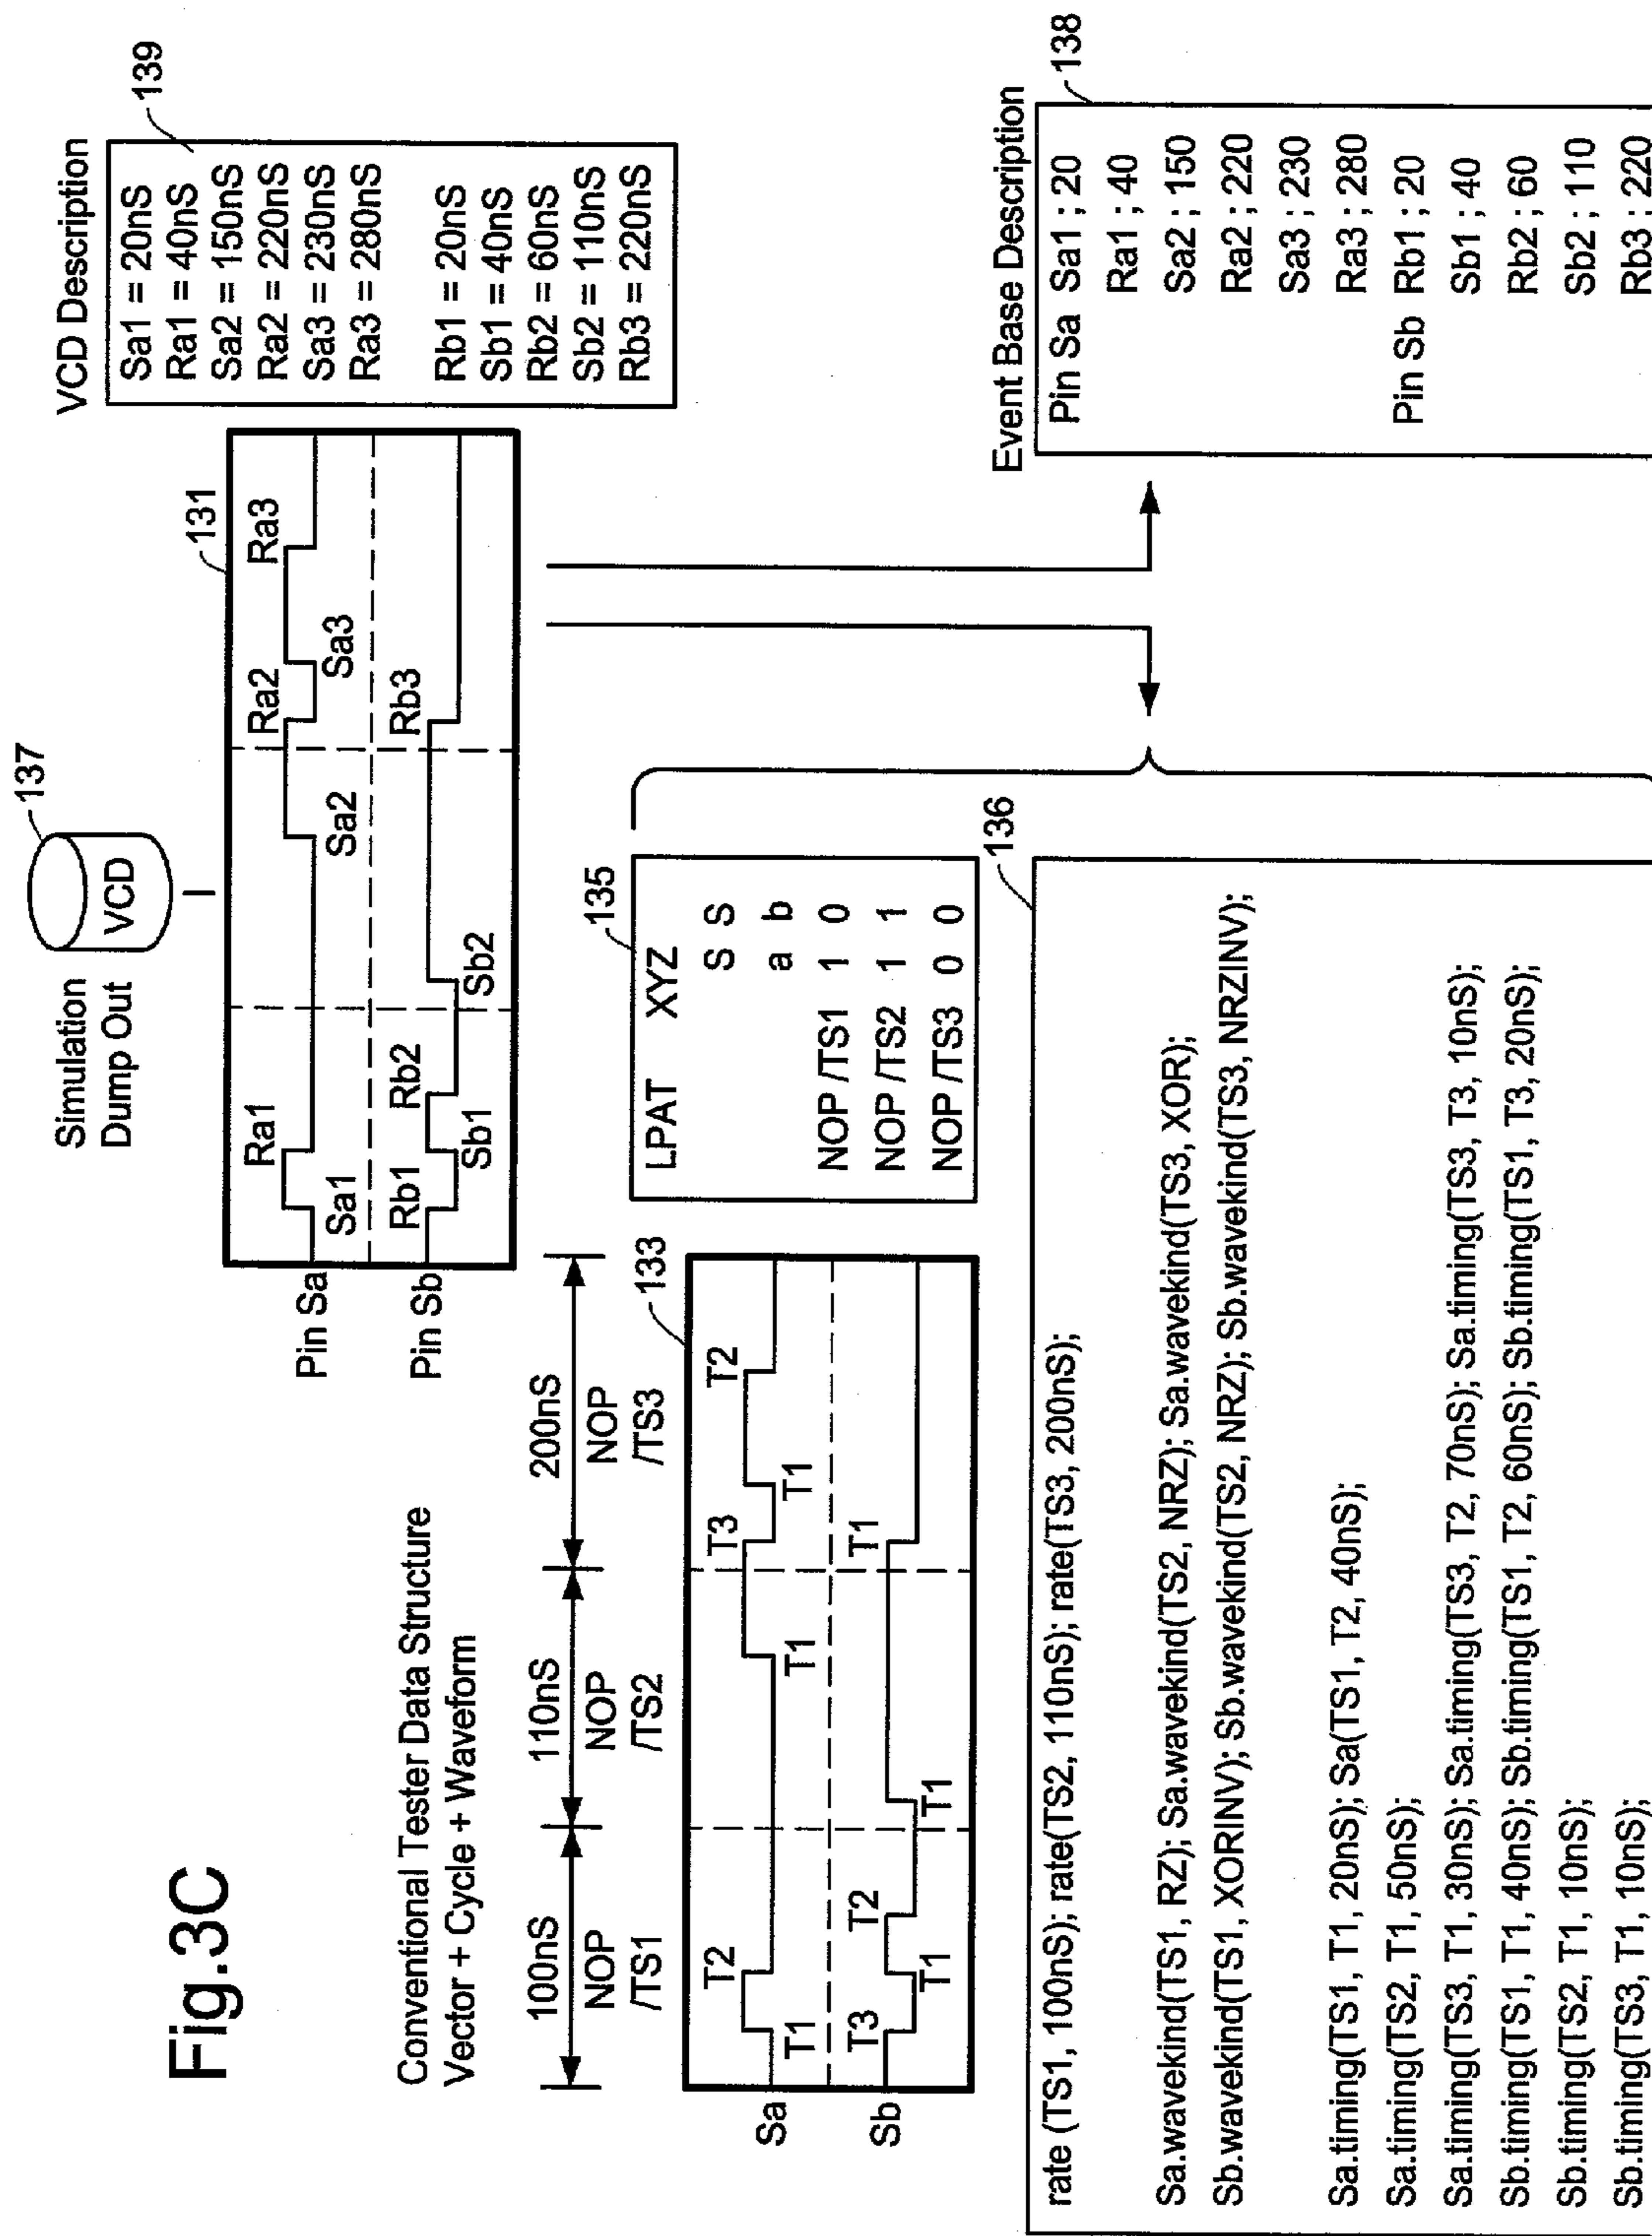 Fig.3C
Simulation
Dump Out
VCD
137
Pin Sa
Pin Sb
131
Ra1
Ra2
Ra3
Sa1
Sa2
Sa3
Rb1
Rb2
Rb3
Sb1
Sb2
VCD Description
139
Sa1 = 20nS
Ra1 = 40nS
Sa2 = 150nS
Ra2 = 220nS
Sa3 = 230nS
Ra3 = 280nS
Rb1 = 20nS
Sb1 = 40nS
Rb2 = 60nS
Sb2 = 110nS
Rb3 = 220nS
Conventional Tester Data Structure
Vector + Cycle + Waveform
100nS
110nS
200nS
NOP
/TS1
NOP
/TS2
NOP
/TS3
133
Sa
T2
T3
T2
T1
T1
T1
Sb
T3
T2
T1
T1
T1
135
LPAT XYZ
S S
a b
NOP /TS1 1 0
NOP /TS2 1 1
NOP /TS3 0 0
136
rate (TS1, 100nS); rate(TS2, 110nS); rate(TS3, 200nS);
Sa.wavekind(TS1, RZ); Sa.wavekind(TS2, NRZ); Sa.wavekind(TS3, XOR);
Sb.wavekind(TS1, XORINV); Sb.wavekind(TS2, NRZ); Sb.wavekind(TS3, NRZINV);
Sa.timing(TS1, T1, 20nS); Sa(TS1, T2, 40nS);
Sa.timing(TS2, T1, 50nS);
Sa.timing(TS3, T1, 30nS); Sa.timing(TS3, T2, 70nS); Sa.timing(TS3, T3, 10nS);
Sb.timing(TS1, T1, 40nS); Sb.timing(TS1, T2, 60nS); Sb.timing(TS1, T3, 20nS);
Sb.timing(TS2, T1, 10nS);
Sb.timing(TS3, T1, 10nS);
Event Base Description
138
Pin Sa Sa1 ; 20
Ra1 ; 40
Sa2 ; 150
Ra2 ; 220
Sa3 ; 230
Ra3 ; 280
Pin Sb Rb1 ; 20
Sb1 ; 40
Rb2 ; 60
Sb2 ; 110
Rb3 ; 220